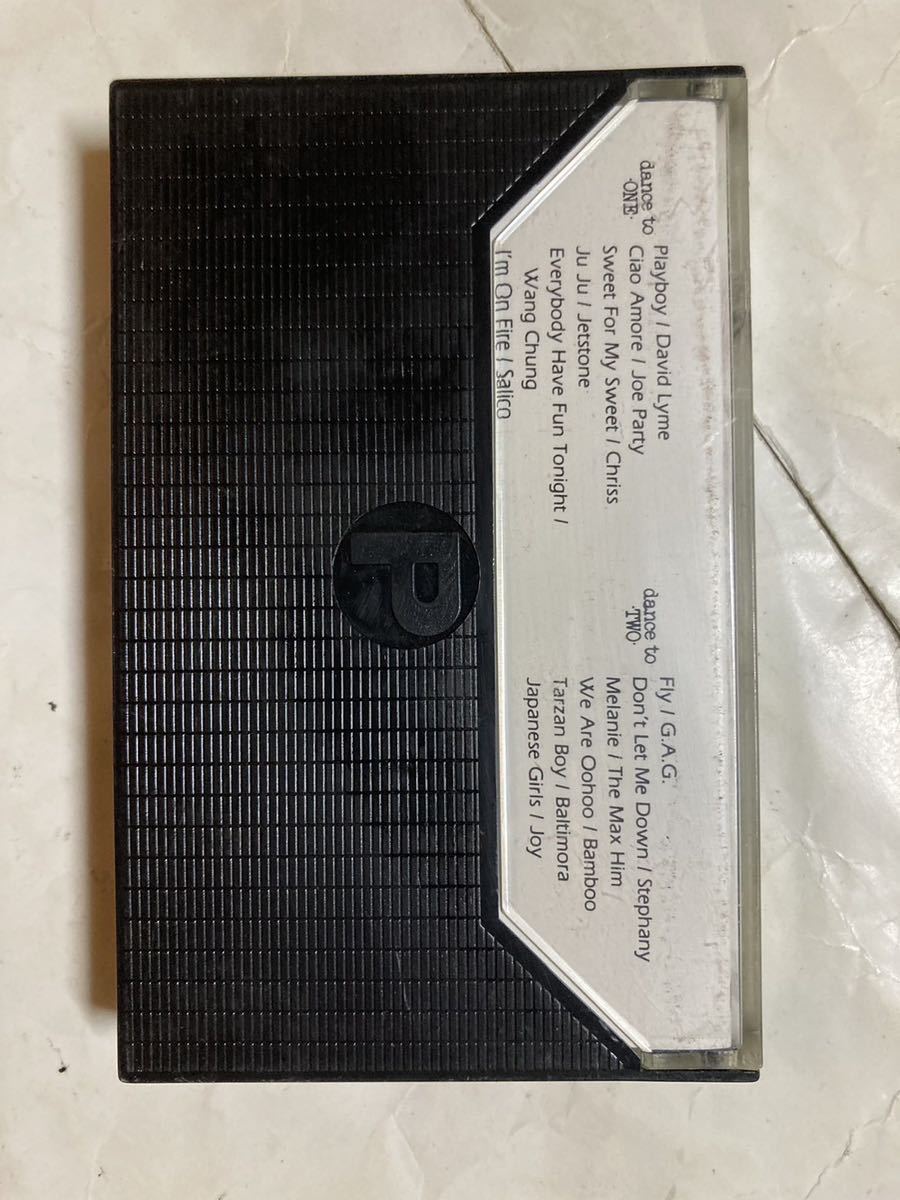 dance to
·ONE·
Playboy / David Lyme
Ciao Amore / Joe Party
Sweet For My Sweet / Chriss
Ju Ju / Jetstone
Everybody Have Fun Tonight /
Wang Chung
I'm On Fire / Salico
dance to
·TWO·
Fly / G.A.G.
Don't Let Me Down / Stephany
Melanie / The Max Him
We Are Oohoo / Bamboo
Tarzan Boy / Baltimora
Japanese Girls / Joy
R